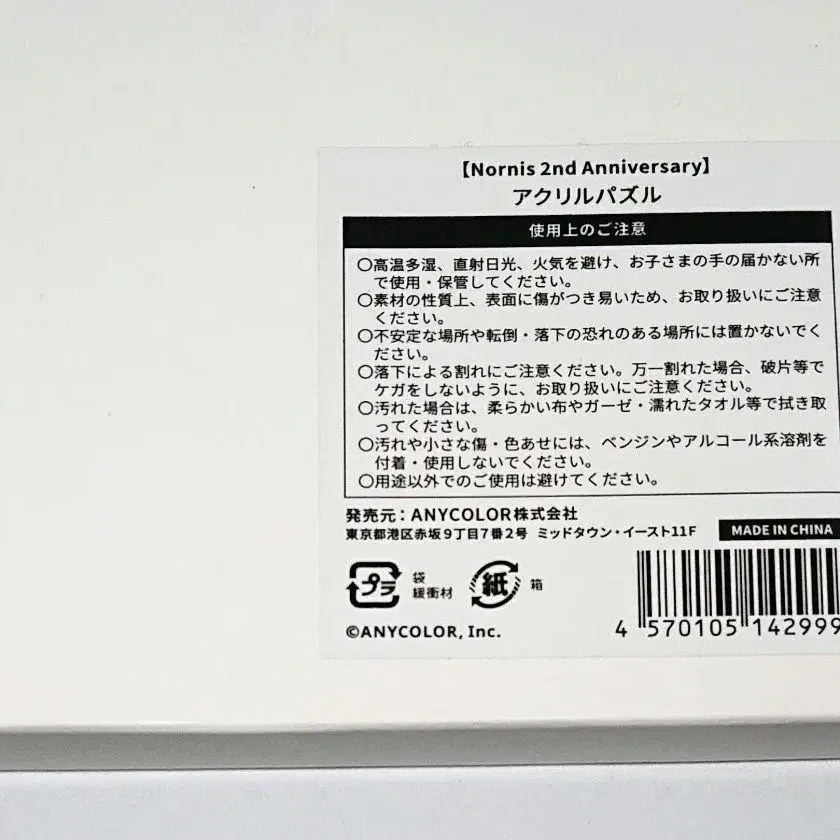 【Nornis 2nd Anniversary】
アクリルパズル
使用上のご注意
○高温多湿、直射日光、火気を避け、お子さまの手の届かない所
で使用・保管してください。
○素材の性質上、表面に傷がつき易いため、お取り扱いにご注意
ください。
○不安定な場所や転倒・落下の恐れのある場所には置かないでく
ださい。
○落下による割れにご注意ください。万一割れた場合、破片等で
ケガをしないように、お取り扱いにご注意ください。
○汚れた場合は、柔らかい布やガーゼ・濡れたタオル等で拭き取
ってください。
○汚れや小さな傷・色あせには、ベンジンやアルコール系溶剤を
付着・使用しないでください。
○用途以外でのご使用は避けてください。
発売元：ANYCOLOR株式会社
東京都港区赤坂9丁目7番2号 ミッドタウン・イースト11F
MADE IN CHINA
プラ 袋 緩衝材 紙 箱
©ANYCOLOR, Inc.
4 570105 142999